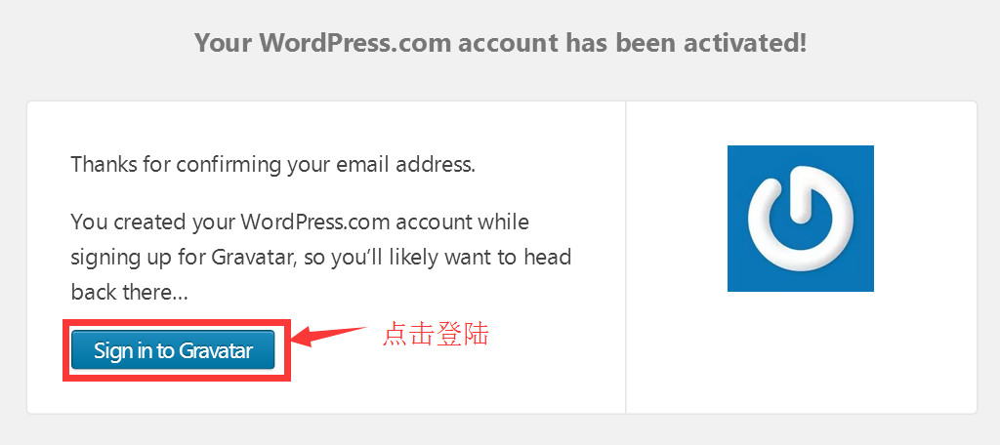 Your WordPress.com account has been activated!
Thanks for confirming your email address.
You created your WordPress.com account while
signing up for Gravatar, so you’ll likely want to head
back there…
Sign in to Gravatar
点击登陆